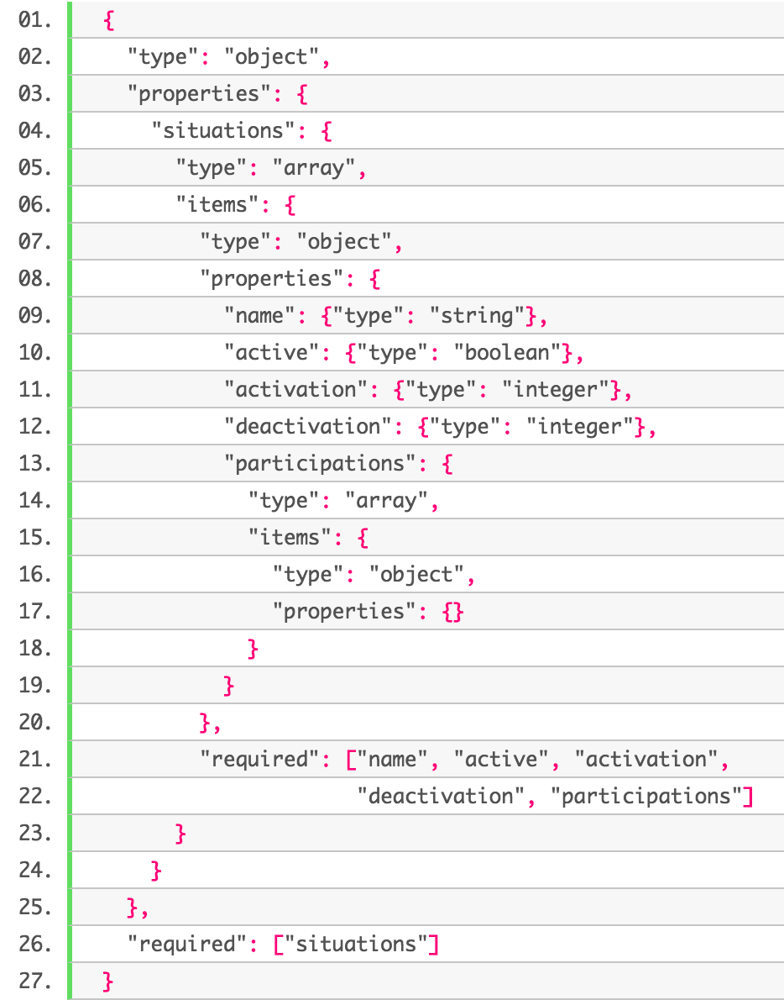 01. {
02.   "type": "object",
03.   "properties": {
04.     "situations": {
05.       "type": "array",
06.       "items": {
07.         "type": "object",
08.         "properties": {
09.           "name": {"type": "string"},
10.           "active": {"type": "boolean"},
11.           "activation": {"type": "integer"},
12.           "deactivation": {"type": "integer"},
13.           "participations": {
14.             "type": "array",
15.             "items": {
16.               "type": "object",
17.               "properties": {}
18.             }
19.           }
20.         },
21.         "required": ["name", "active", "activation",
22.                      "deactivation", "participations"]
23.       }
24.     }
25.   },
26.   "required": ["situations"]
27. }